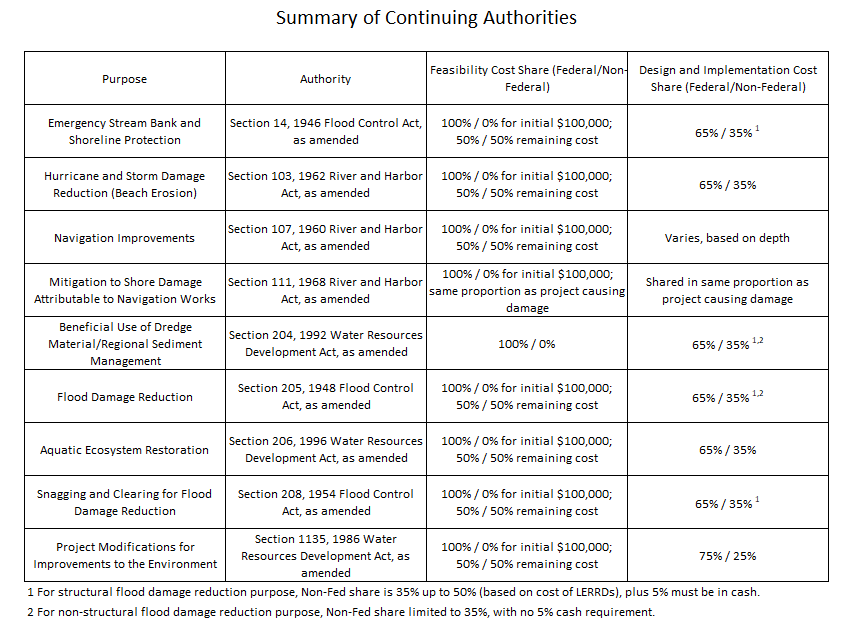 Summary of Continuing Authorities
Purpose
Authority
Feasibility Cost Share (Federal/Non-
Federal)
Design and Implementation Cost
Share (Federal/Non-Federal)
Emergency Stream Bank and
Shoreline Protection
Section 14, 1946 Flood Control Act,
as amended
100% / 0% for initial $100,000;
50% / 50% remaining cost
65% / 35% 1
Hurricane and Storm Damage
Reduction (Beach Erosion)
Section 103, 1962 River and Harbor
Act, as amended
100% / 0% for initial $100,000;
50% / 50% remaining cost
65% / 35%
Navigation Improvements
Section 107, 1960 River and Harbor
Act, as amended
100% / 0% for initial $100,000;
50% / 50% remaining cost
Varies, based on depth
Mitigation to Shore Damage
Attributable to Navigation Works
Section 111, 1968 River and Harbor
Act, as amended
100% / 0% for initial $100,000;
same proportion as project causing
damage
Shared in same proportion as
project causing damage
Beneficial Use of Dredge
Material/Regional Sediment
Management
Section 204, 1992 Water Resources
Development Act, as amended
100% / 0%
65% / 35% 1,2
Flood Damage Reduction
Section 205, 1948 Flood Control
Act, as amended
100% / 0% for initial $100,000;
50% / 50% remaining cost
65% / 35% 1,2
Aquatic Ecosystem Restoration
Section 206, 1996 Water Resources
Development Act, as amended
100% / 0% for initial $100,000;
50% / 50% remaining cost
65% / 35%
Snagging and Clearing for Flood
Damage Reduction
Section 208, 1954 Flood Control
Act, as amended
100% / 0% for initial $100,000;
50% / 50% remaining cost
65% / 35% 1
Project Modifications for
Improvements to the Environment
Section 1135, 1986 Water
Resources Development Act, as
amended
100% / 0% for initial $100,000;
50% / 50% remaining cost
75% / 25%
1 For structural flood damage reduction purpose, Non-Fed share is 35% up to 50% (based on cost of LERRDs), plus 5% must be in cash.
2 For non-structural flood damage reduction purpose, Non-Fed share limited to 35%, with no 5% cash requirement.